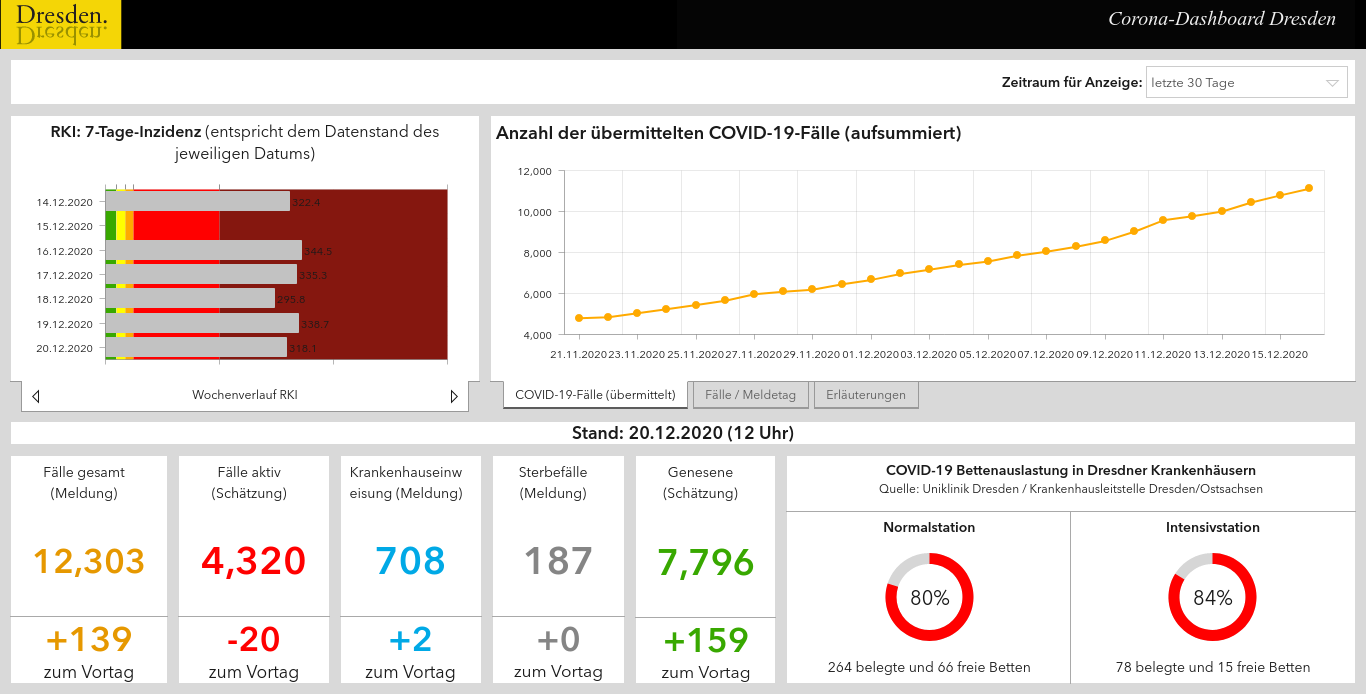 Dresden.
Dresden.
Corona-Dashboard Dresden
Zeitraum für Anzeige: letzte 30 Tage
RKI: 7-Tage-Inzidenz (entspricht dem Datenstand des
jeweiligen Datums)
14.12.2020 322.4
15.12.2020
16.12.2020 344.5
17.12.2020 335.3
18.12.2020 295.8
19.12.2020 338.7
20.12.2020 318.1
Wochenverlauf RKI
Anzahl der übermittelten COVID-19-Fälle (aufsummiert)
12,000
10,000
8,000
6,000
4,000
21.11.2020 23.11.2020 25.11.2020 27.11.2020 29.11.2020 01.12.2020 03.12.2020 05.12.2020 07.12.2020 09.12.2020 11.12.2020 13.12.2020 15.12.2020
COVID-19-Fälle (übermittelt) Fälle / Meldetag Erläuterungen
Stand: 20.12.2020 (12 Uhr)
Fälle gesamt
(Meldung)
12,303
+139
zum Vortag
Fälle aktiv
(Schätzung)
4,320
-20
zum Vortag
Krankenhauseinw
eisung (Meldung)
708
+2
zum Vortag
Sterbefälle
(Meldung)
187
+0
zum Vortag
Genesene
(Schätzung)
7,796
+159
zum Vortag
COVID-19 Bettenauslastung in Dresdner Krankenhäusern
Quelle: Uniklinik Dresden / Krankenhausleitstelle Dresden/Ostsachsen
Normalstation
80%
264 belegte und 66 freie Betten
Intensivstation
84%
78 belegte und 15 freie Betten